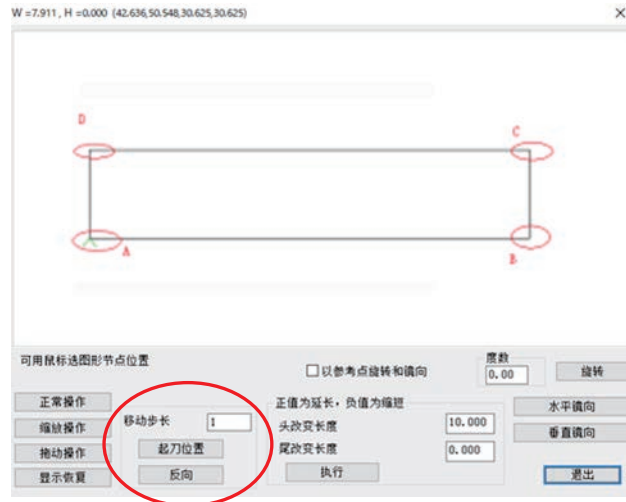 W =7.911 , H =0.000 (42.636,50.548,30.625,30.625)
D
C
A
B
可用鼠标选图形节点位置
以参考点旋转和镜向
度数
0.00
旋转
正常操作
缩放操作
拖动操作
显示恢复
移动步长 1
起刀位置
反向
正值为延长，负值为缩短
头改变长度 10.000
尾改变长度 0.000
执行
水平镜向
垂直镜向
退出